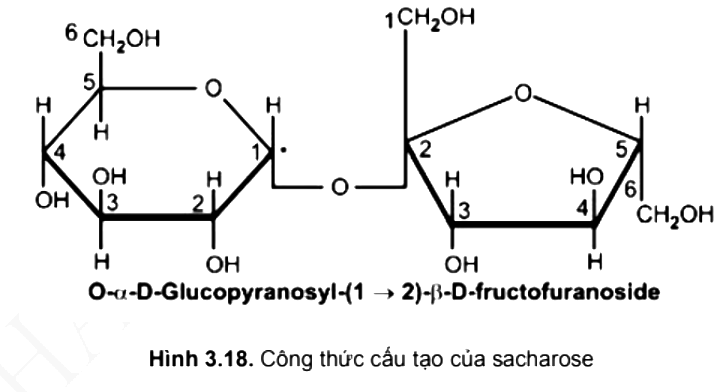 6 CH₂OH 1CH₂OH
5 O O
H H H H
4 H 1 2 5
OH OH H O H HO 6
3 2 3 4 CH₂OH
H OH OH H
O-α-D-Glucopyranosyl-(1 → 2)-β-D-fructofuranoside
Hình 3.18. Công thức cấu tạo của sacharose